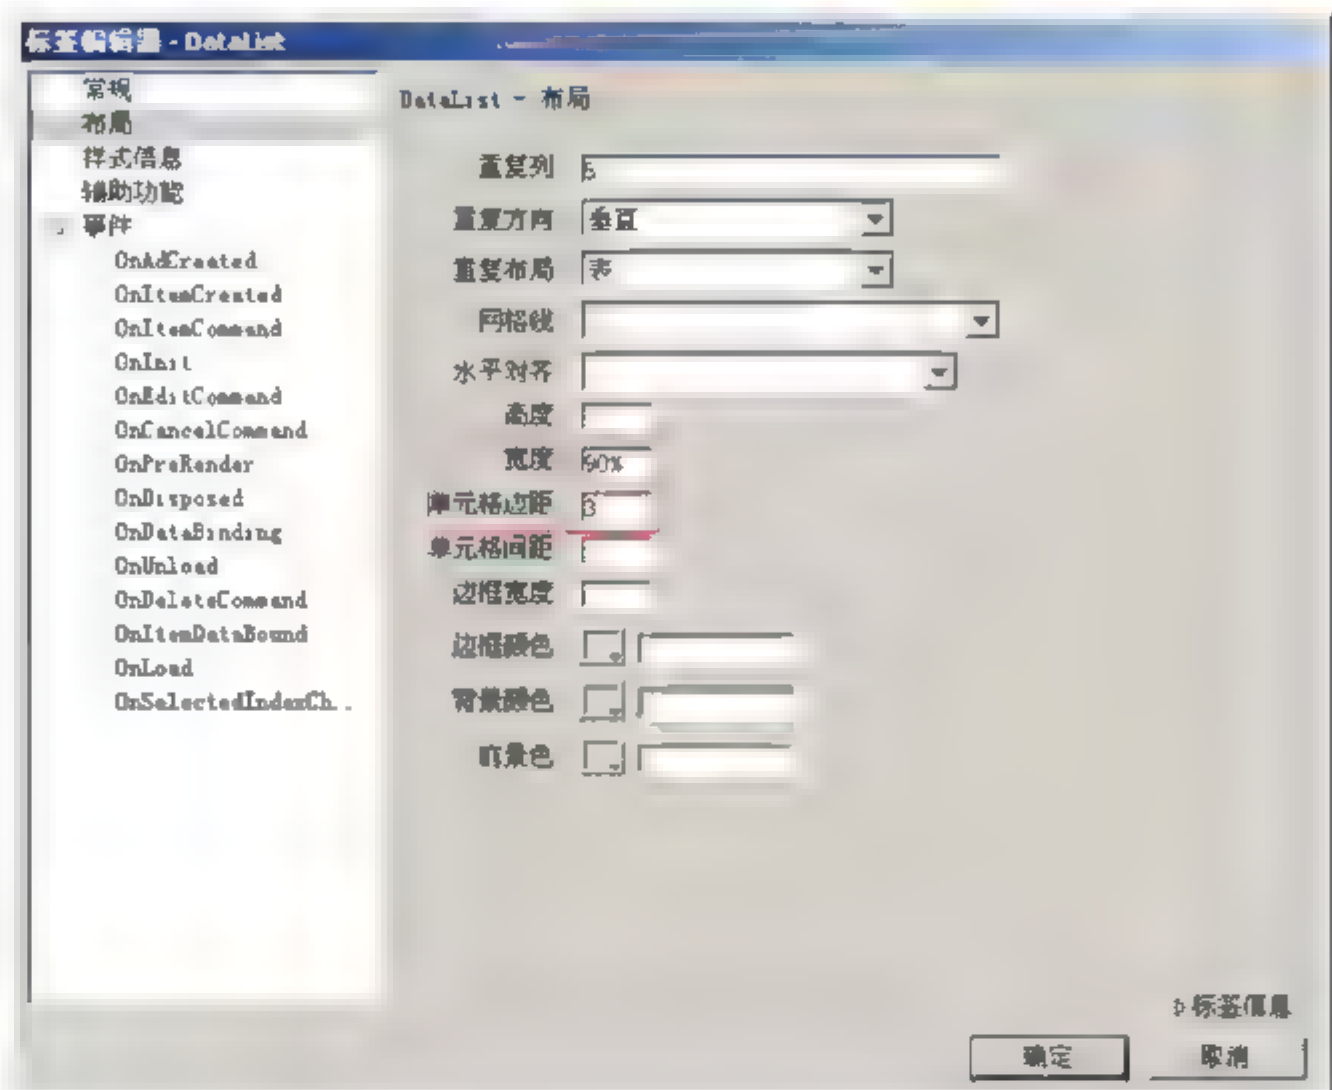 标签编辑器 - DataList
常规
布局
样式信息
辅助功能
事件
OnAdCreated
OnItemCreated
OnItemCommand
OnInit
OnEditCommand
OnCancelCommand
OnPreRender
OnDisposed
OnDataBinding
OnUnload
OnDeleteCommand
OnItemDataBound
OnLoad
OnSelectedIndexCh..
DataList - 布局
重复列
重复方向 垂直
重复布局 表
网格线
水平对齐
高度
宽度 90%
单元格边距 3
单元格间距
边框宽度
边框颜色
背景颜色
前景色
标签信息
确定 取消